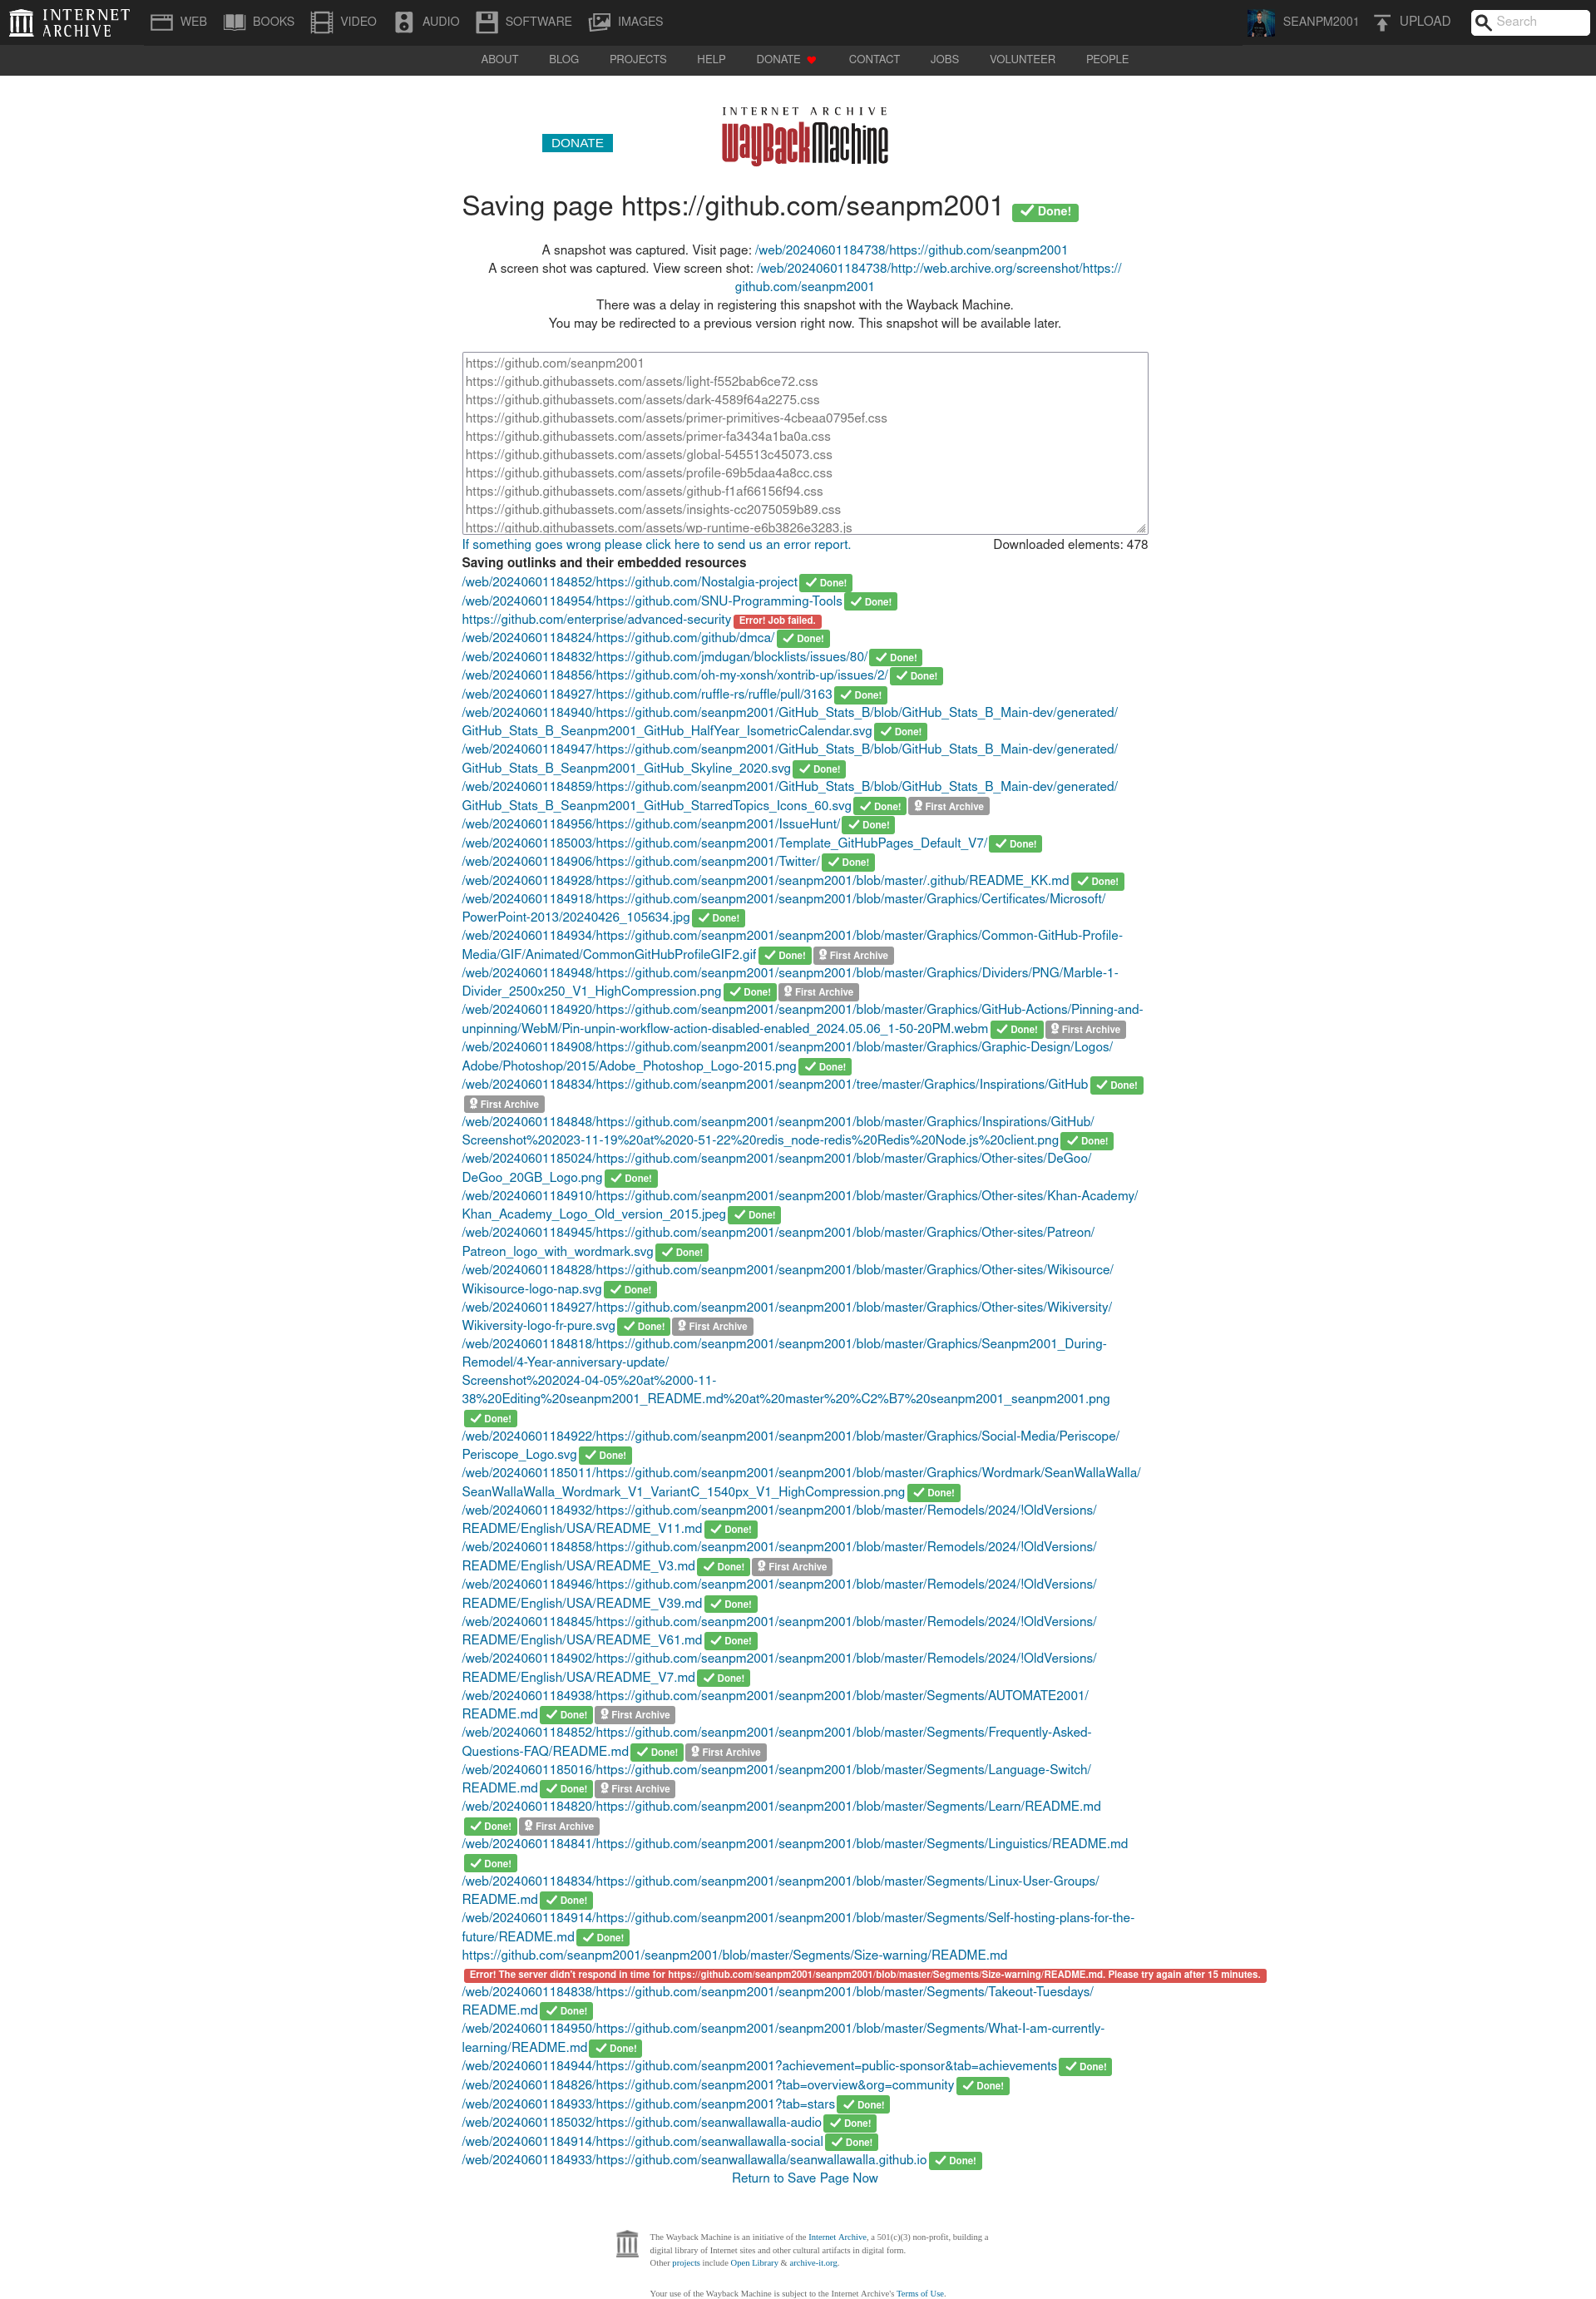 INTERNET ARCHIVE
WEB BOOKS VIDEO AUDIO SOFTWARE IMAGES SEANPM2001 UPLOAD Search
ABOUT BLOG PROJECTS HELP DONATE CONTACT JOBS VOLUNTEER PEOPLE
DONATE
INTERNET ARCHIVE
WayBackMachine
Saving page https://github.com/seanpm2001 Done!
A snapshot was captured. Visit page: /web/20240601184738/https://github.com/seanpm2001
A screen shot was captured. View screen shot: /web/20240601184738/http://web.archive.org/screenshot/https://
github.com/seanpm2001
There was a delay in registering this snapshot with the Wayback Machine.
You may be redirected to a previous version right now. This snapshot will be available later.
https://github.com/seanpm2001
https://github.githubassets.com/assets/light-f552bab6ce72.css
https://github.githubassets.com/assets/dark-4589f64a2275.css
https://github.githubassets.com/assets/primer-primitives-4cbeaa0795ef.css
https://github.githubassets.com/assets/primer-fa3434a1ba0a.css
https://github.githubassets.com/assets/global-545513c45073.css
https://github.githubassets.com/assets/profile-69b5daa4a8cc.css
https://github.githubassets.com/assets/github-f1af66156f94.css
https://github.githubassets.com/assets/insights-cc2075059b89.css
https://github.githubassets.com/assets/wp-runtime-e6b3826e3283.js
If something goes wrong please click here to send us an error report. Downloaded elements: 478
Saving outlinks and their embedded resources
/web/20240601184852/https://github.com/Nostalgia-project Done!
/web/20240601184954/https://github.com/SNU-Programming-Tools Done!
https://github.com/enterprise/advanced-security Error! Job failed.
/web/20240601184824/https://github.com/github/dmca/ Done!
/web/20240601184832/https://github.com/jmdugan/blocklists/issues/80/ Done!
/web/20240601184856/https://github.com/oh-my-xonsh/xontrib-up/issues/2/ Done!
/web/20240601184927/https://github.com/ruffle-rs/ruffle/pull/3163 Done!
/web/20240601184940/https://github.com/seanpm2001/GitHub_Stats_B/blob/GitHub_Stats_B_Main-dev/generated/
GitHub_Stats_B_Seanpm2001_GitHub_HalfYear_IsometricCalendar.svg Done!
/web/20240601184947/https://github.com/seanpm2001/GitHub_Stats_B/blob/GitHub_Stats_B_Main-dev/generated/
GitHub_Stats_B_Seanpm2001_GitHub_Skyline_2020.svg Done!
/web/20240601184859/https://github.com/seanpm2001/GitHub_Stats_B/blob/GitHub_Stats_B_Main-dev/generated/
GitHub_Stats_B_Seanpm2001_GitHub_StarredTopics_Icons_60.svg Done! First Archive
/web/20240601184956/https://github.com/seanpm2001/IssueHunt/ Done!
/web/20240601185003/https://github.com/seanpm2001/Template_GitHubPages_Default_V7/ Done!
/web/20240601184906/https://github.com/seanpm2001/Twitter/ Done!
/web/20240601184928/https://github.com/seanpm2001/seanpm2001/blob/master/.github/README_KK.md Done!
/web/20240601184918/https://github.com/seanpm2001/seanpm2001/blob/master/Graphics/Certificates/Microsoft/
PowerPoint-2013/20240426_105634.jpg Done!
/web/20240601184934/https://github.com/seanpm2001/seanpm2001/blob/master/Graphics/Common-GitHub-Profile-
Media/GIF/Animated/CommonGitHubProfileGIF2.gif Done! First Archive
/web/20240601184948/https://github.com/seanpm2001/seanpm2001/blob/master/Graphics/Dividers/PNG/Marble-1-
Divider_2500x250_V1_HighCompression.png Done! First Archive
/web/20240601184920/https://github.com/seanpm2001/seanpm2001/blob/master/Graphics/GitHub-Actions/Pinning-and-
unpinning/WebM/Pin-unpin-workflow-action-disabled-enabled_2024.05.06_1-50-20PM.webm Done! First Archive
/web/20240601184908/https://github.com/seanpm2001/seanpm2001/blob/master/Graphics/Graphic-Design/Logos/
Adobe/Photoshop/2015/Adobe_Photoshop_Logo-2015.png Done!
/web/20240601184834/https://github.com/seanpm2001/seanpm2001/tree/master/Graphics/Inspirations/GitHub Done!
First Archive
/web/20240601184848/https://github.com/seanpm2001/seanpm2001/blob/master/Graphics/Inspirations/GitHub/
Screenshot%202023-11-19%20at%2020-51-22%20redis_node-redis%20Redis%20Node.js%20client.png Done!
/web/20240601185024/https://github.com/seanpm2001/seanpm2001/blob/master/Graphics/Other-sites/DeGoo/
DeGoo_20GB_Logo.png Done!
/web/20240601184910/https://github.com/seanpm2001/seanpm2001/blob/master/Graphics/Other-sites/Khan-Academy/
Khan_Academy_Logo_Old_version_2015.jpeg Done!
/web/20240601184945/https://github.com/seanpm2001/seanpm2001/blob/master/Graphics/Other-sites/Patreon/
Patreon_logo_with_wordmark.svg Done!
/web/20240601184828/https://github.com/seanpm2001/seanpm2001/blob/master/Graphics/Other-sites/Wikisource/
Wikisource-logo-nap.svg Done!
/web/20240601184927/https://github.com/seanpm2001/seanpm2001/blob/master/Graphics/Other-sites/Wikiversity/
Wikiversity-logo-fr-pure.svg Done! First Archive
/web/20240601184818/https://github.com/seanpm2001/seanpm2001/blob/master/Graphics/Seanpm2001_During-
Remodel/4-Year-anniversary-update/
Screenshot%202024-04-05%20at%2000-11-
38%20Editing%20seanpm2001_README.md%20at%20master%20%C2%B7%20seanpm2001_seanpm2001.png
Done!
/web/20240601184922/https://github.com/seanpm2001/seanpm2001/blob/master/Graphics/Social-Media/Periscope/
Periscope_Logo.svg Done!
/web/20240601185011/https://github.com/seanpm2001/seanpm2001/blob/master/Graphics/Wordmark/SeanWallaWalla/
SeanWallaWalla_Wordmark_V1_VariantC_1540px_V1_HighCompression.png Done!
/web/20240601184932/https://github.com/seanpm2001/seanpm2001/blob/master/Remodels/2024/!OldVersions/
README/English/USA/README_V11.md Done!
/web/20240601184858/https://github.com/seanpm2001/seanpm2001/blob/master/Remodels/2024/!OldVersions/
README/English/USA/README_V3.md Done! First Archive
/web/20240601184946/https://github.com/seanpm2001/seanpm2001/blob/master/Remodels/2024/!OldVersions/
README/English/USA/README_V39.md Done!
/web/20240601184845/https://github.com/seanpm2001/seanpm2001/blob/master/Remodels/2024/!OldVersions/
README/English/USA/README_V61.md Done!
/web/20240601184902/https://github.com/seanpm2001/seanpm2001/blob/master/Remodels/2024/!OldVersions/
README/English/USA/README_V7.md Done!
/web/20240601184938/https://github.com/seanpm2001/seanpm2001/blob/master/Segments/AUTOMATE2001/
README.md Done! First Archive
/web/20240601184852/https://github.com/seanpm2001/seanpm2001/blob/master/Segments/Frequently-Asked-
Questions-FAQ/README.md Done! First Archive
/web/20240601185016/https://github.com/seanpm2001/seanpm2001/blob/master/Segments/Language-Switch/
README.md Done! First Archive
/web/20240601184820/https://github.com/seanpm2001/seanpm2001/blob/master/Segments/Learn/README.md
Done! First Archive
/web/20240601184841/https://github.com/seanpm2001/seanpm2001/blob/master/Segments/Linguistics/README.md
Done!
/web/20240601184834/https://github.com/seanpm2001/seanpm2001/blob/master/Segments/Linux-User-Groups/
README.md Done!
/web/20240601184914/https://github.com/seanpm2001/seanpm2001/blob/master/Segments/Self-hosting-plans-for-the-
future/README.md Done!
https://github.com/seanpm2001/seanpm2001/blob/master/Segments/Size-warning/README.md
Error! The server didn't respond in time for https://github.com/seanpm2001/seanpm2001/blob/master/Segments/Size-warning/README.md. Please try again after 15 minutes.
/web/20240601184838/https://github.com/seanpm2001/seanpm2001/blob/master/Segments/Takeout-Tuesdays/
README.md Done!
/web/20240601184950/https://github.com/seanpm2001/seanpm2001/blob/master/Segments/What-I-am-currently-
learning/README.md Done!
/web/20240601184944/https://github.com/seanpm2001?achievement=public-sponsor&tab=achievements Done!
/web/20240601184826/https://github.com/seanpm2001?tab=overview&org=community Done!
/web/20240601184933/https://github.com/seanpm2001?tab=stars Done!
/web/20240601185032/https://github.com/seanwallawalla-audio Done!
/web/20240601184914/https://github.com/seanwallawalla-social Done!
/web/20240601184933/https://github.com/seanwallawalla/seanwallawalla.github.io Done!
Return to Save Page Now
The Wayback Machine is an initiative of the Internet Archive, a 501(c)(3) non-profit, building a
digital library of Internet sites and other cultural artifacts in digital form.
Other projects include Open Library & archive-it.org.
Your use of the Wayback Machine is subject to the Internet Archive's Terms of Use.